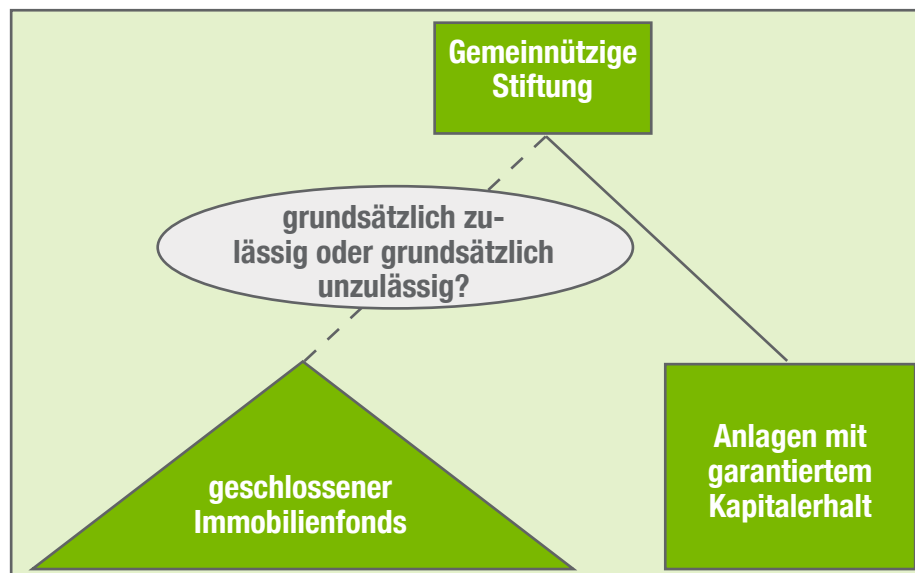 Gemeinnützige
Stiftung
grundsätzlich zu-
lässig oder grundsätzlich
unzulässig?
geschlossener
Immobilienfonds
Anlagen mit
garantiertem
Kapitalerhalt